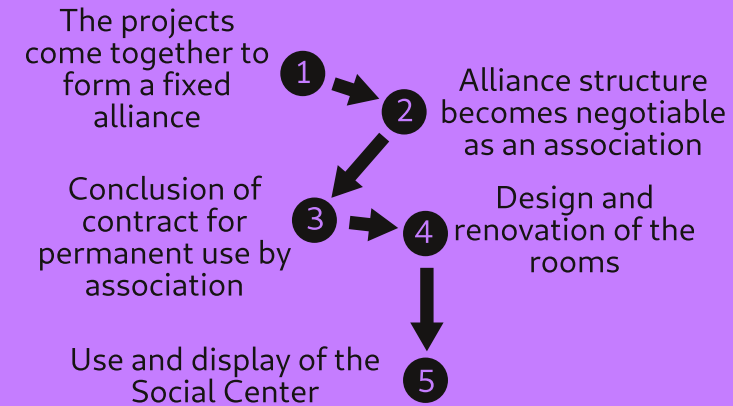 The projects
come together to
form a fixed
alliance
1
2
Alliance structure
becomes negotiable
as an association
Conclusion of
contract for
permanent use by
association
3
4
Design and
renovation of the
rooms
Use and display of the
Social Center
5